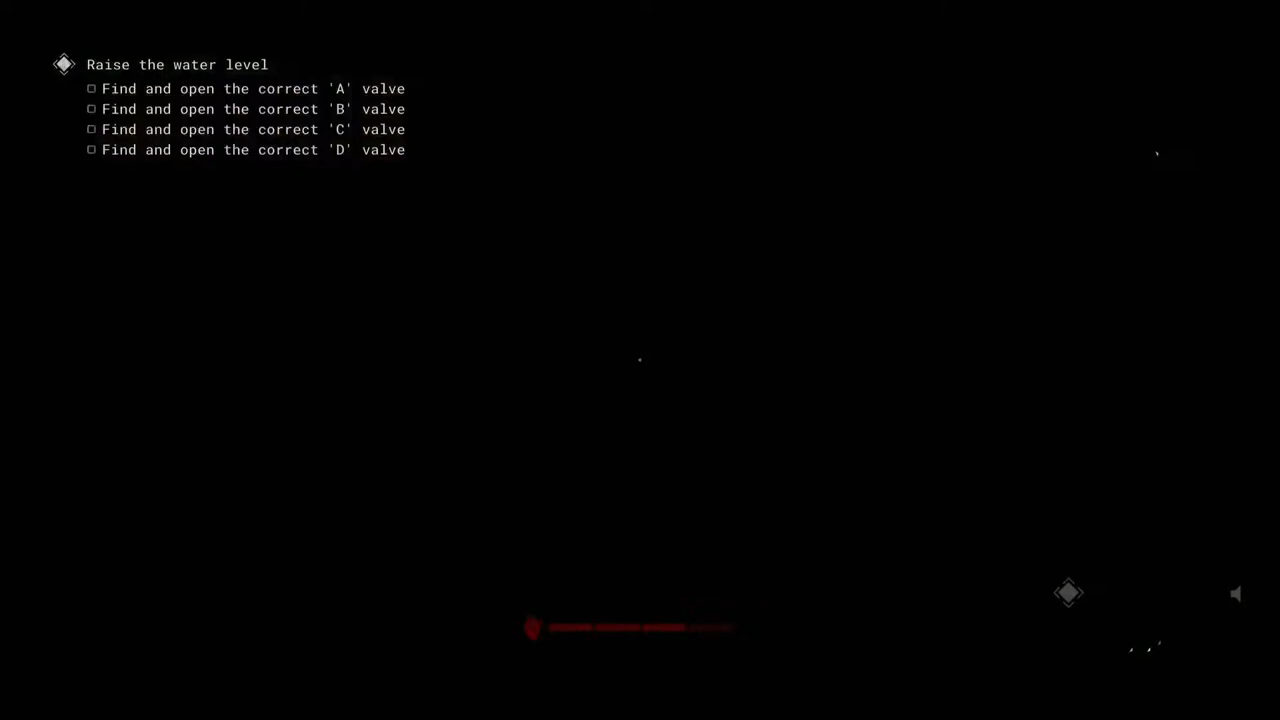 Raise the water level
Find and open the correct 'A' valve
Find and open the correct 'B' valve
Find and open the correct 'C' valve
Find and open the correct 'D' valve